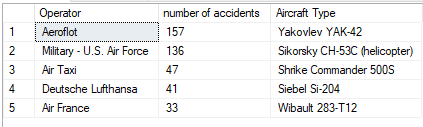 Operator number of accidents Aircraft Type
1 Aeroflot 157 Yakovlev YAK-42
2 Military - U.S. Air Force 136 Sikorsky CH-53C (helicopter)
3 Air Taxi 47 Shrike Commander 500S
4 Deutsche Lufthansa 41 Siebel Si-204
5 Air France 33 Wibault 283-T12